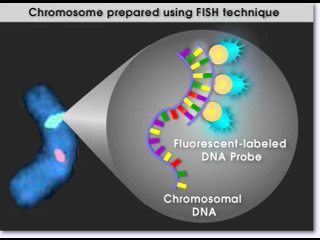 Chromosome prepared using FISH technique
Fluorescent-labeled
DNA Probe
Chromosomal
DNA